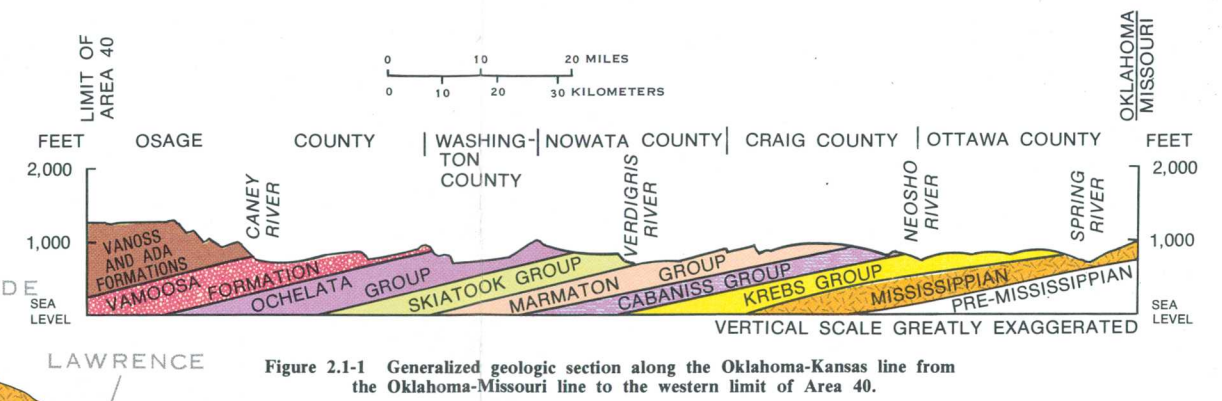 LIMIT OF
AREA 40
0 10 20 MILES
0 10 20 30 KILOMETERS
OKLAHOMA
MISSOURI
FEET OSAGE COUNTY WASHING-
TON
COUNTY
NOWATA COUNTY CRAIG COUNTY OTTAWA COUNTY FEET
2,000
1,000
SEA
LEVEL
CANEY
RIVER
VERDIGRIS
RIVER
NEOSHO
RIVER
SPRING
RIVER
2,000
1,000
SEA
LEVEL
VANOSS
AND ADA
FORMATIONS
VAMOOSA FORMATION
OCHELATA GROUP
SKIATOOK GROUP
MARMATON GROUP
CABANISS GROUP
KREBS GROUP
MISSISSIPPIAN
PRE-MISSISSIPPIAN
DE
VERTICAL SCALE GREATLY EXAGGERATED
LAWRENCE
Figure 2.1-1 Generalized geologic section along the Oklahoma-Kansas line from
the Oklahoma-Missouri line to the western limit of Area 40.